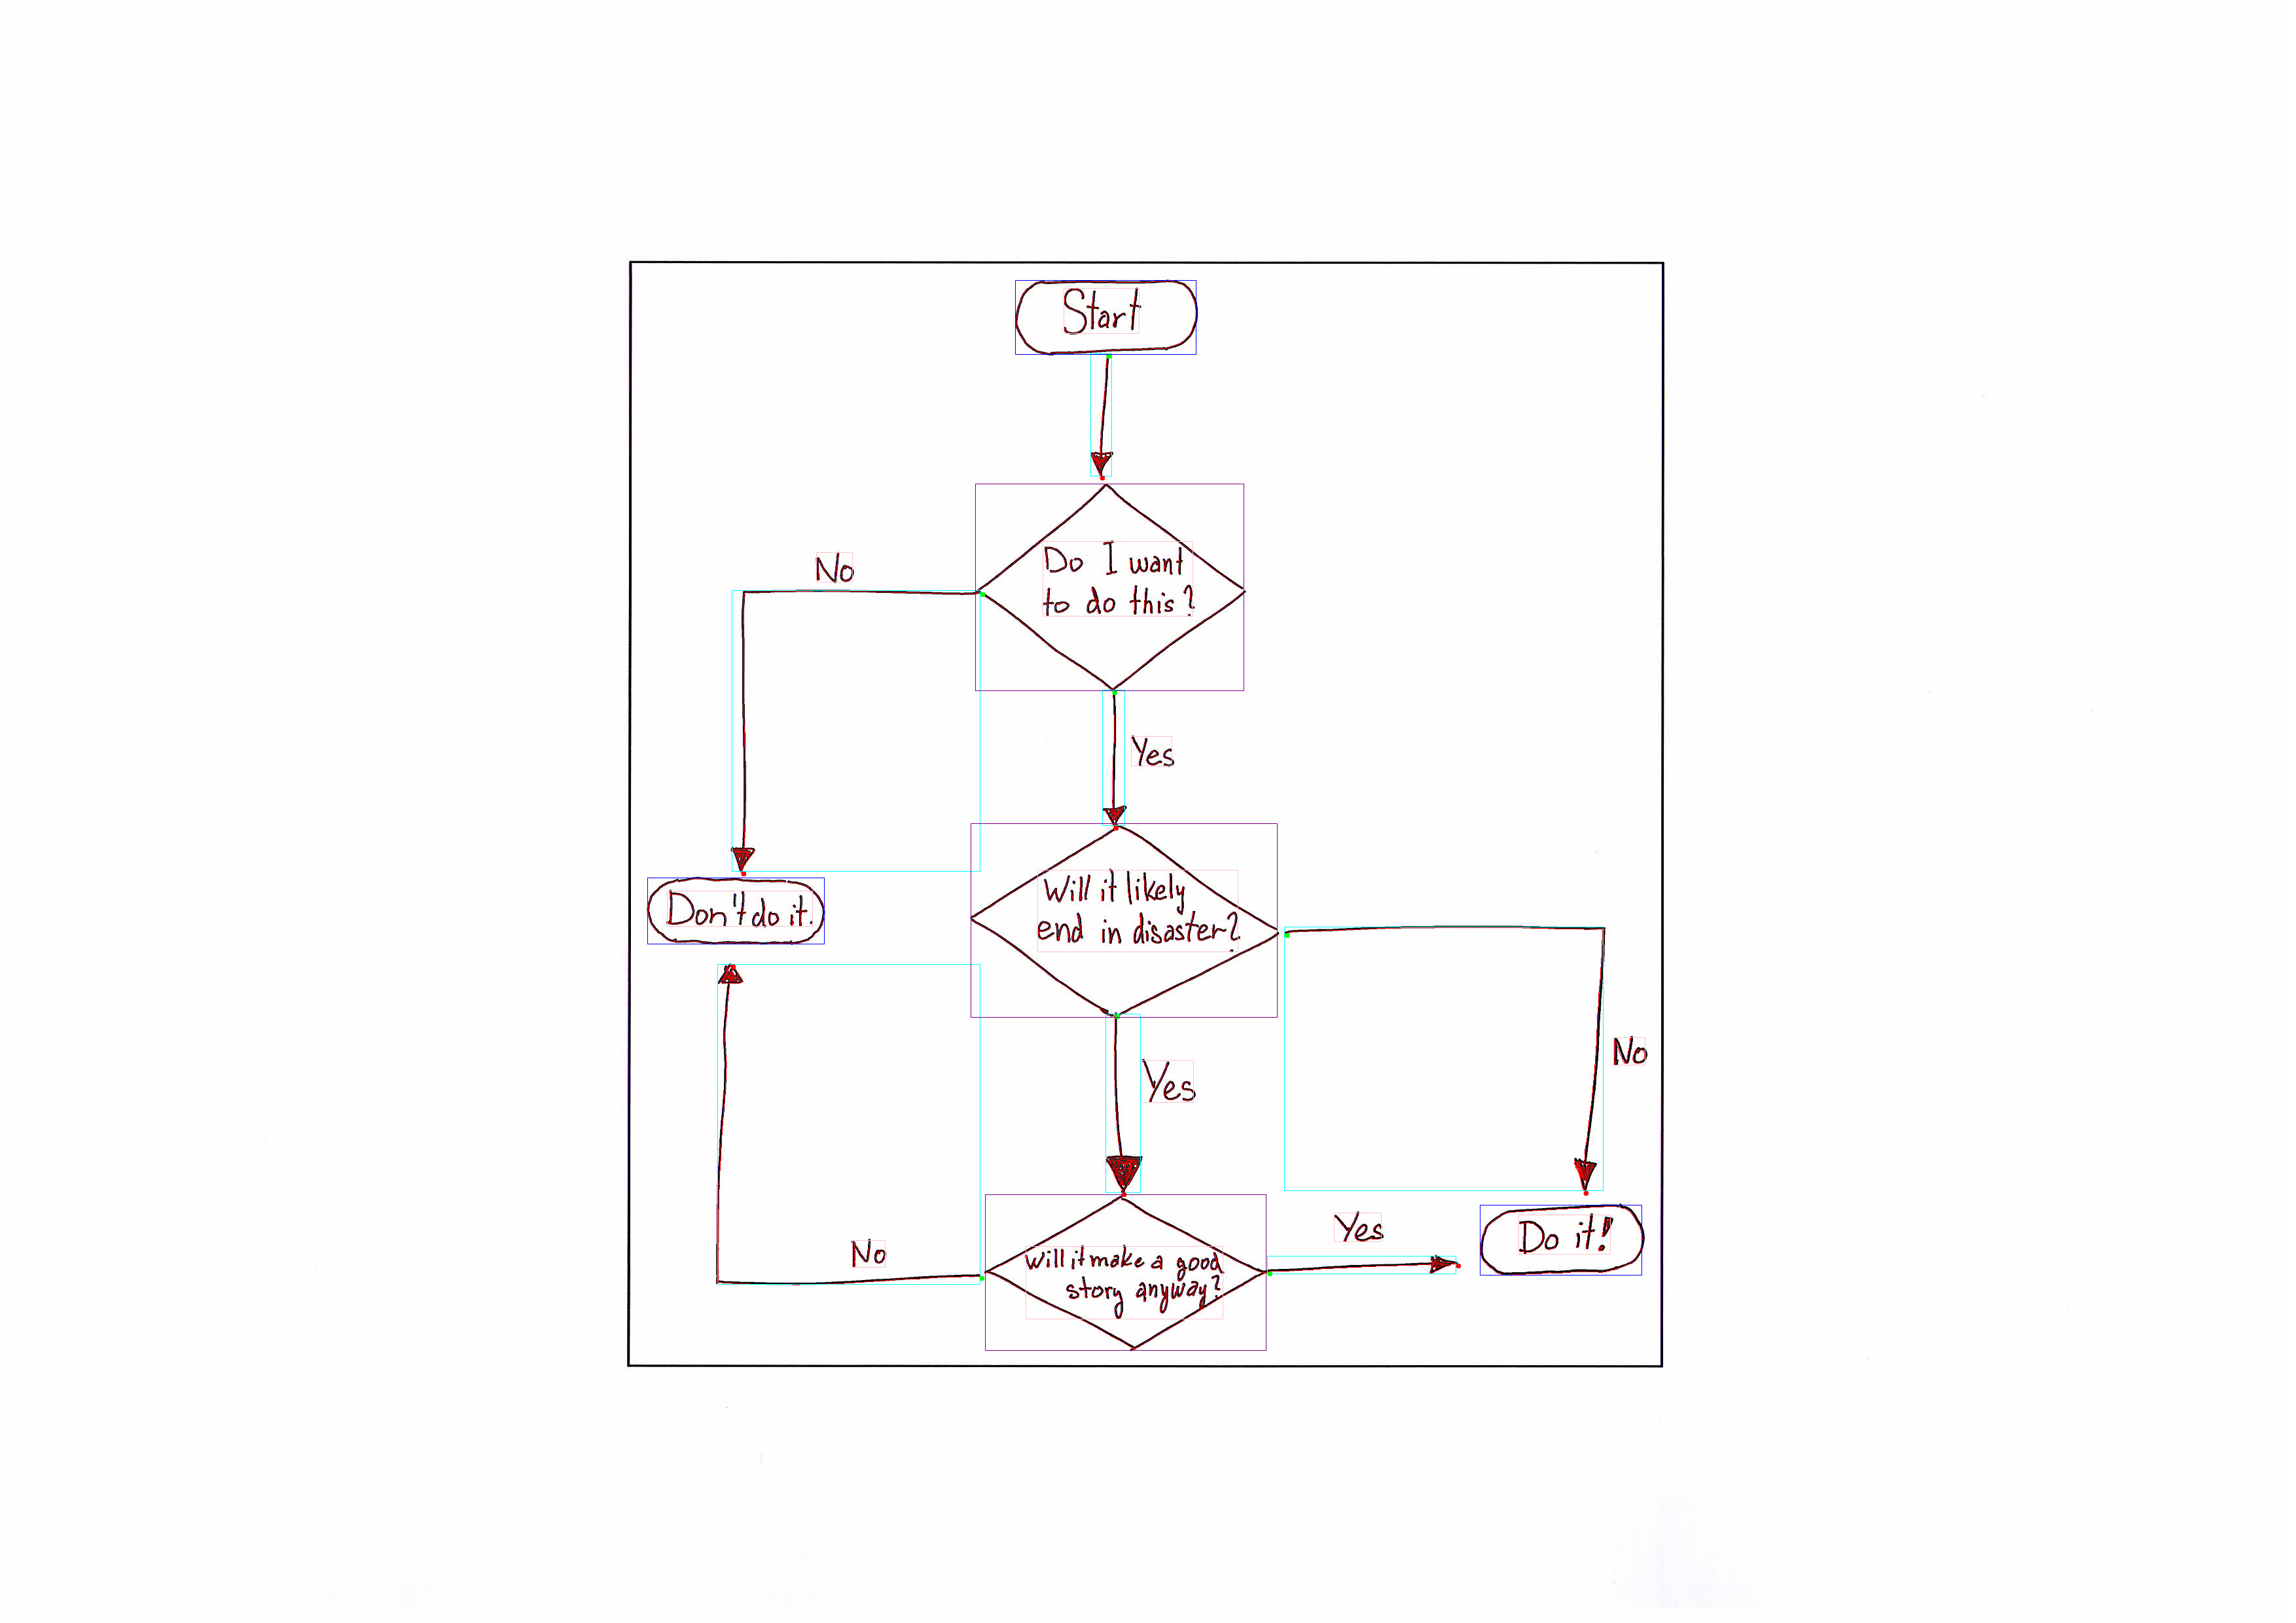 Start
Do I want
to do this?
No
Yes
Will it likely
end in disaster?
Don't do it.
No
Yes
Will it make a good
story anyway?
No
Yes
Do it!